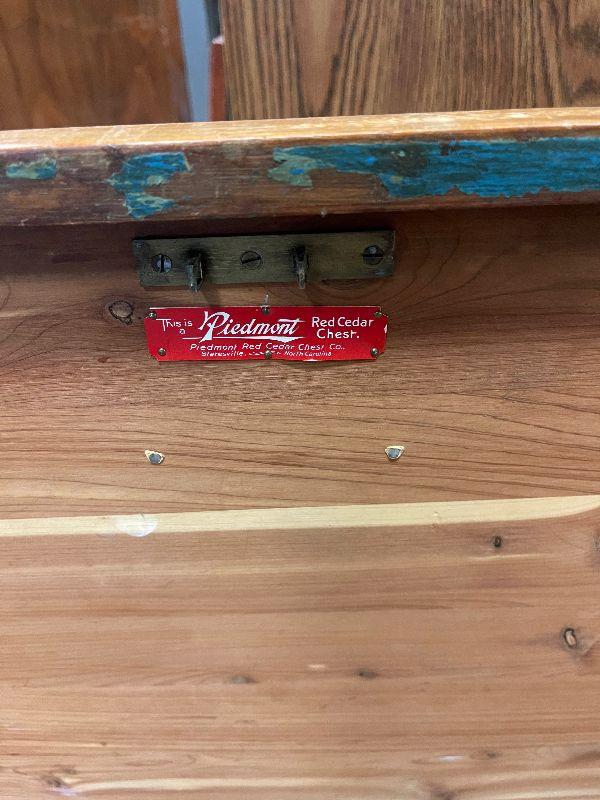 This is a Piedmont Red Cedar Chest.
Piedmont Red Cedar Chest Co.,
Statesville, North Carolina